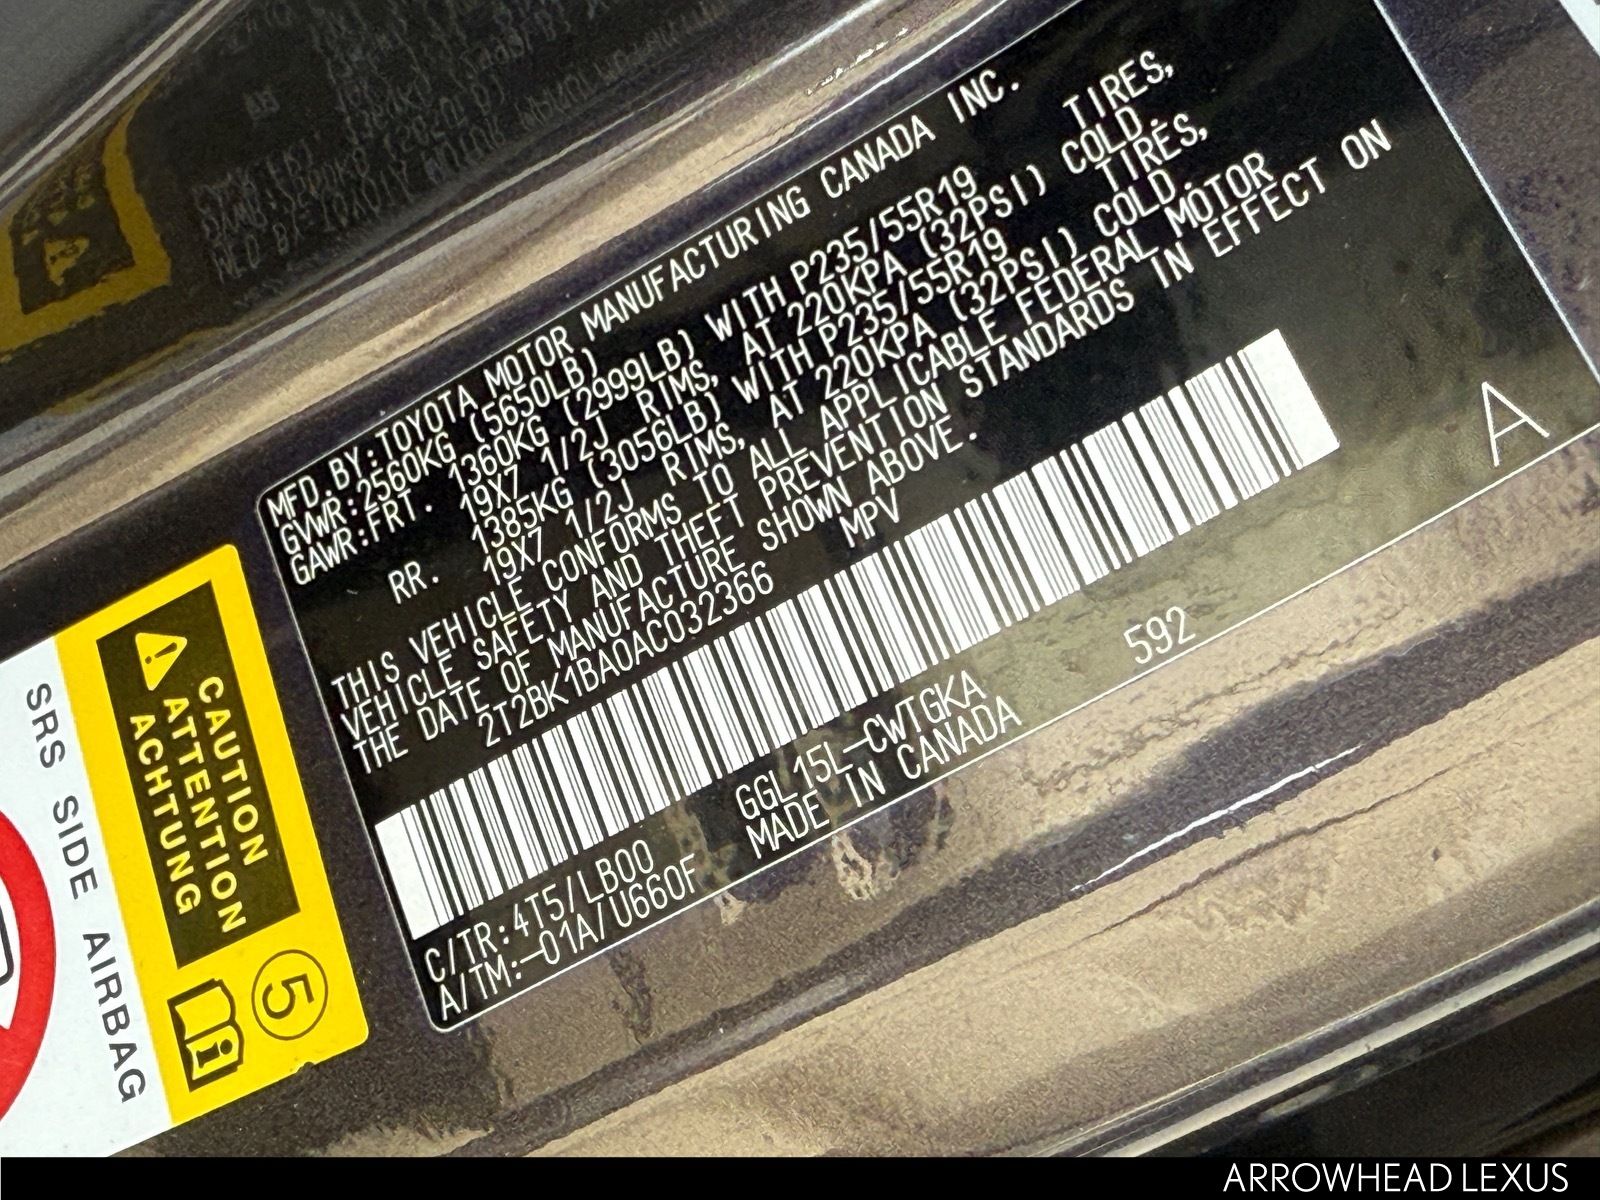 MFD.BY:TOYOTA MOTOR MANUFACTURING CANADA INC.
GVWR:2560KG (5650LB)
GAWR:FRT. 1360KG (2999LB) WITH P235/55R19 TIRES,
19X7 1/2J RIMS, AT 220KPA (32PSI) COLD.
RR. 1385KG (3056LB) WITH P235/55R19 TIRES,
19X7 1/2J RIMS, AT 220KPA (32PSI) COLD.
THIS VEHICLE CONFORMS TO ALL APPLICABLE FEDERAL MOTOR
VEHICLE SAFETY AND THEFT PREVENTION STANDARDS IN EFFECT ON
THE DATE OF MANUFACTURE SHOWN ABOVE.
2T2BK1BA0AC032366 MPV
C/TR:4T5/LB00 GGL15L-CWTGKA 592
A/TM:-01A/U660F MADE IN CANADA
A
CAUTION
ATTENTION
ACHTUNG
5
i
SRS SIDE AIRBAG
ARROWHEAD LEXUS